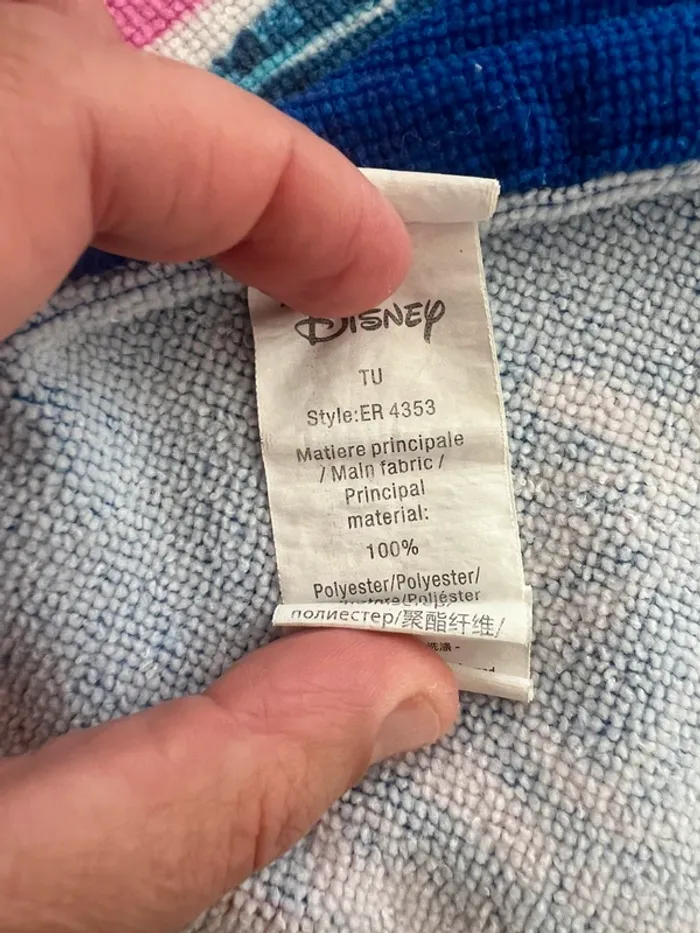 Disney
TU
Style:ER 4353
Matiere principale
/ Main fabric /
Principal
material:
100%
Polyester/Polyester/
Poljéster
полиестер/聚酯纤维/